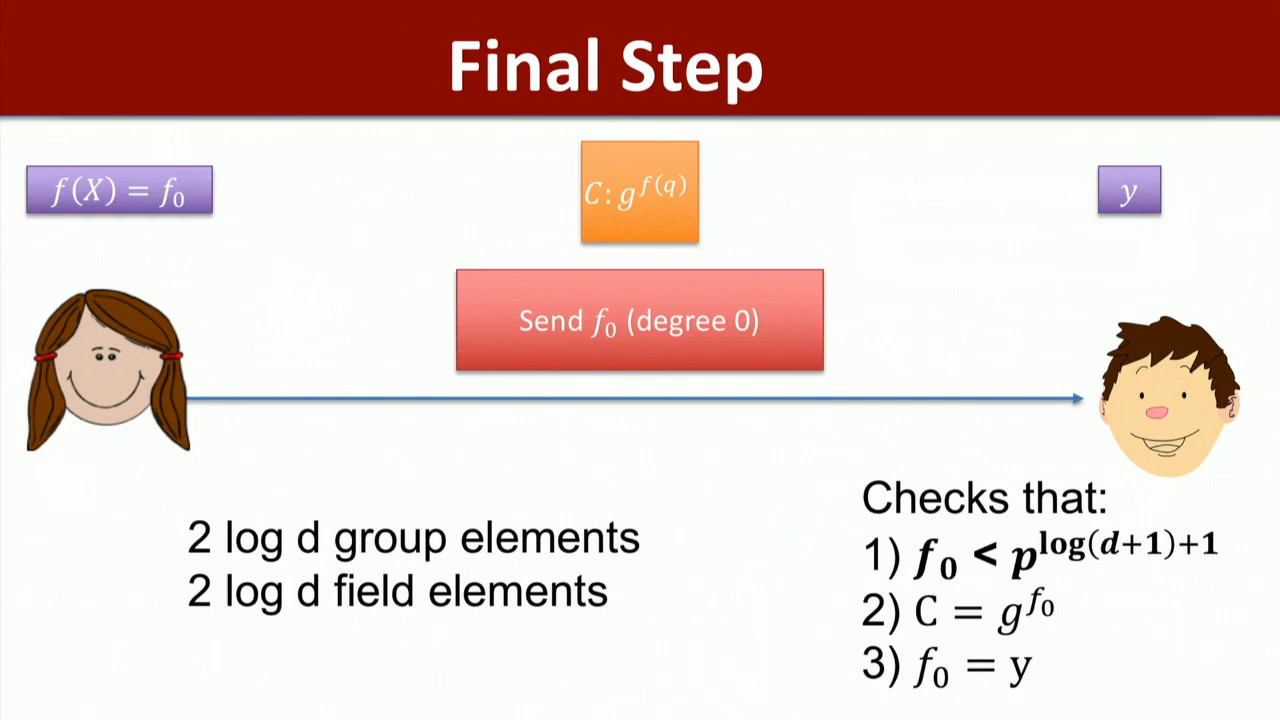 Final Step
f(X) = f₀
C: g^{f(q)}
y
Send f₀ (degree 0)
2 log d group elements
2 log d field elements
Checks that:
1) f₀ < p^{log(d+1)+1}
2) C = g^{f₀}
3) f₀ = y